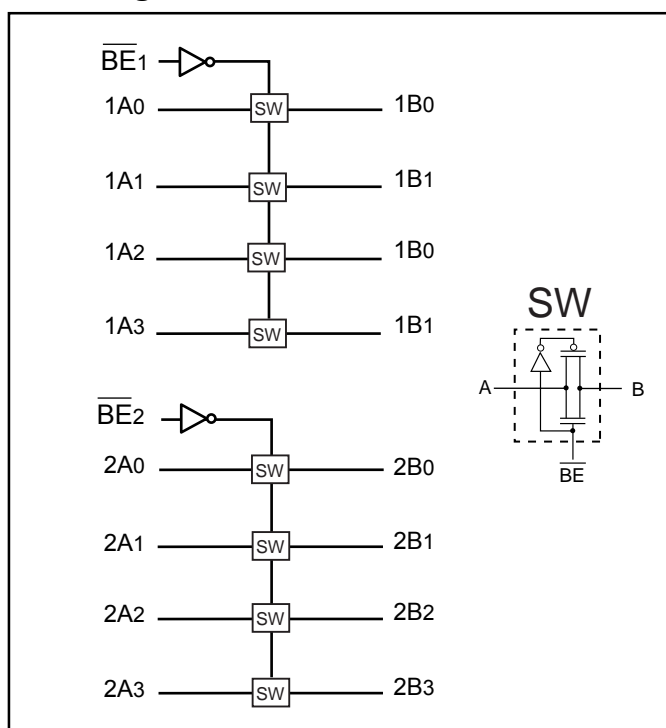 BE1
1A0 SW 1B0
1A1 SW 1B1
1A2 SW 1B0
1A3 SW 1B1
SW
A B
BE
BE2
2A0 SW 2B0
2A1 SW 2B1
2A2 SW 2B2
2A3 SW 2B3